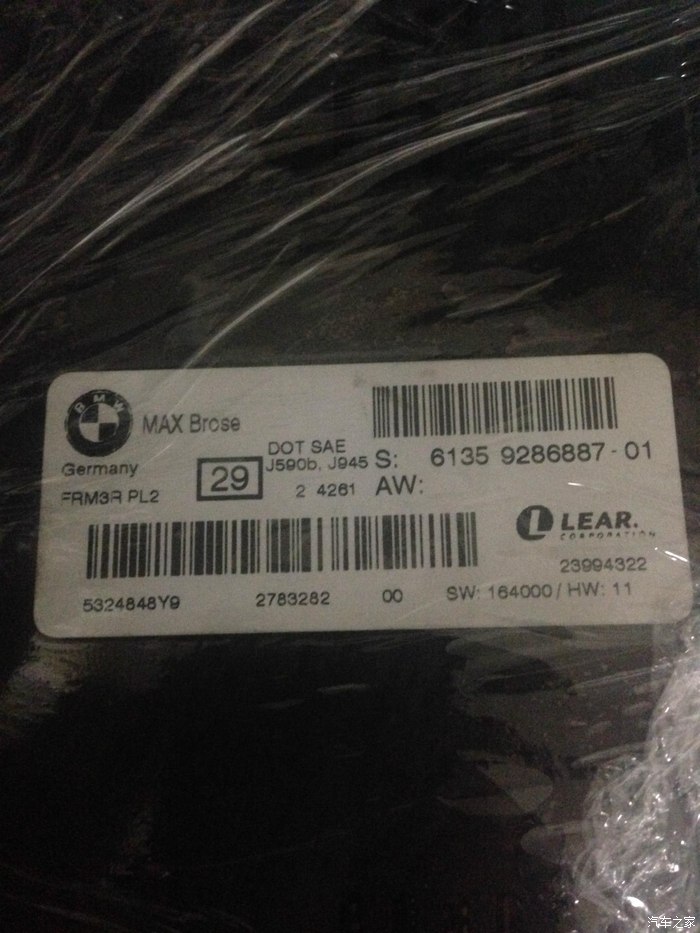 BMW
MAX Brose
Germany
FRM3R PL2
29
DOT SAE
J590b, J945
2 4261
S: 6135 9286887-01
AW:
LEAR.
CORPORATION
23994322
5324848Y9 2783282 00 SW: 164000 / HW: 11
汽车之家